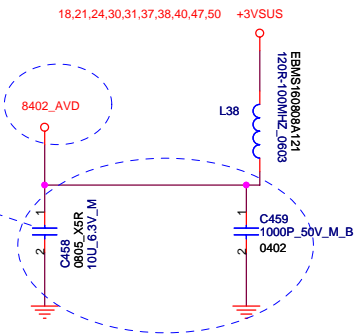 18,21,24,30,31,37,38,40,47,50 +3VSUS
8402_AVD
L38
EBMS160808A121
120R-100MHZ_0603
1
2
C458
0805_X5R
10U_6.3V_M
1
2
C459
1000P_50V_M_B
0402